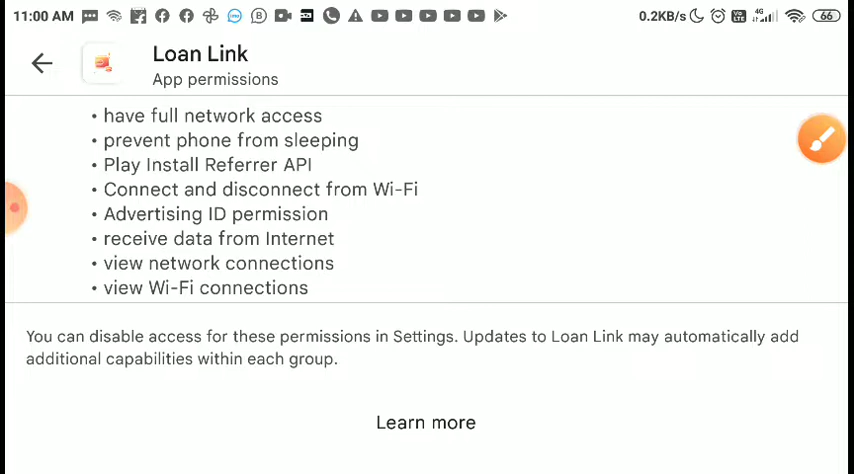 11:00 AM 0.2KB/s 4G 66
Loan Link
App permissions
• have full network access
• prevent phone from sleeping
• Play Install Referrer API
• Connect and disconnect from Wi-Fi
• Advertising ID permission
• receive data from Internet
• view network connections
• view Wi-Fi connections
You can disable access for these permissions in Settings. Updates to Loan Link may automatically add
additional capabilities within each group.
Learn more